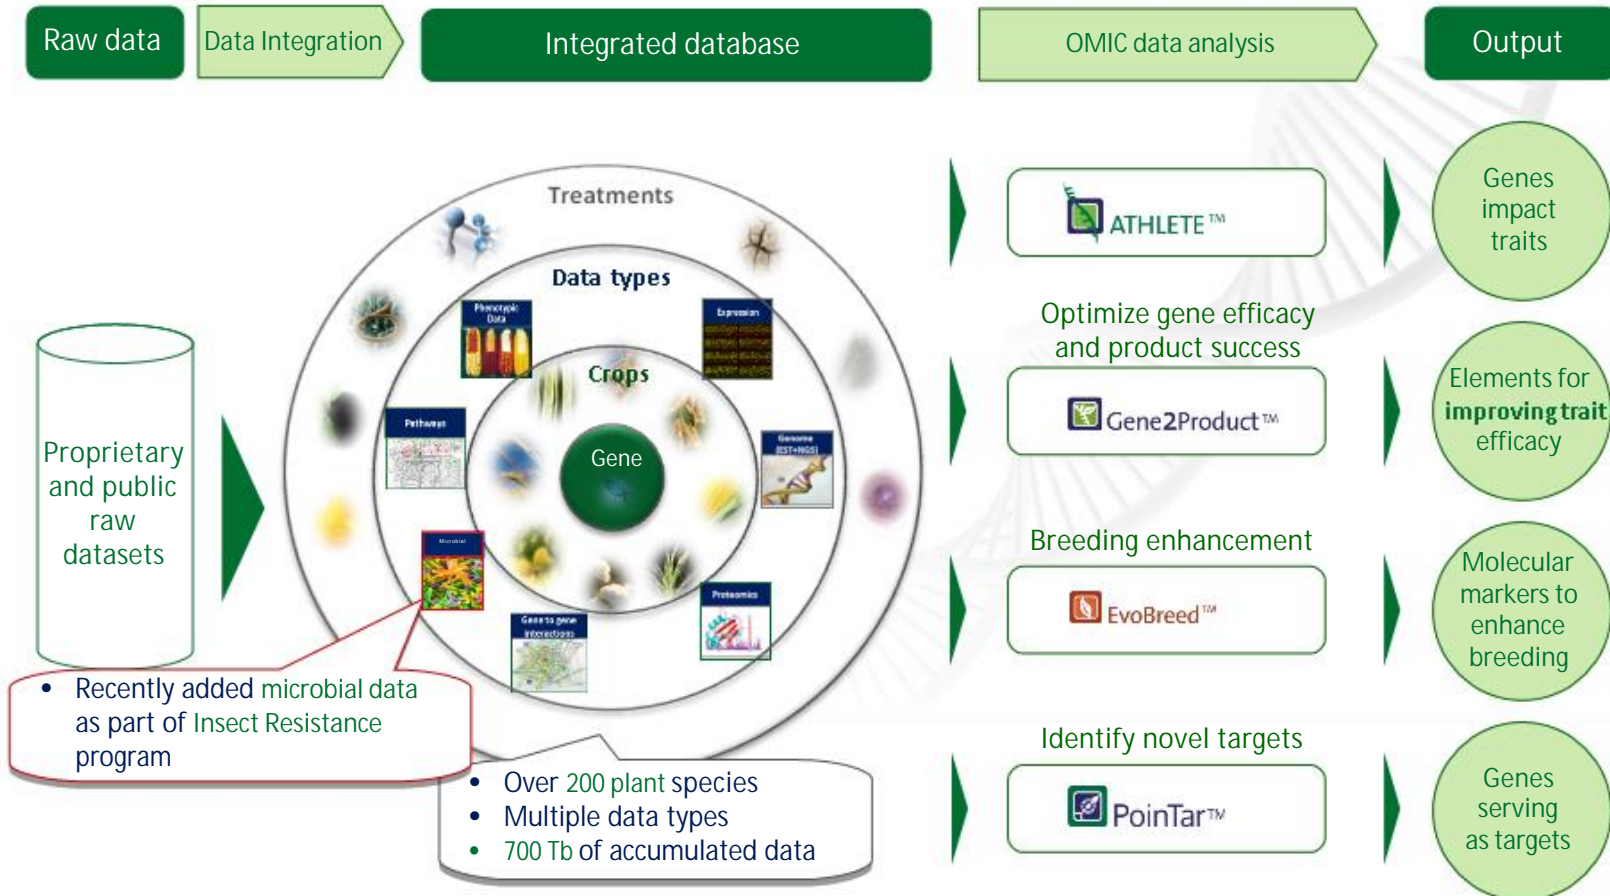 Raw data
Data Integration
Integrated database
OMIC data analysis
Output
Treatments
Data types
Phenotypic
Data
Expression
Crops
Pathways
Genome
(EST+NGS)
Gene
Microbial
Proteomics
Gene to gene
interactions
Proprietary
and public
raw
datasets
• Recently added microbial data
as part of Insect Resistance
program
• Over 200 plant species
• Multiple data types
• 700 Tb of accumulated data
ATHLETE™
Genes
impact
traits
Optimize gene efficacy
and product success
Gene2Product™
Elements for
improving trait
efficacy
Breeding enhancement
EvoBreed™
Molecular
markers to
enhance
breeding
Identify novel targets
PoinTar™
Genes
serving
as targets